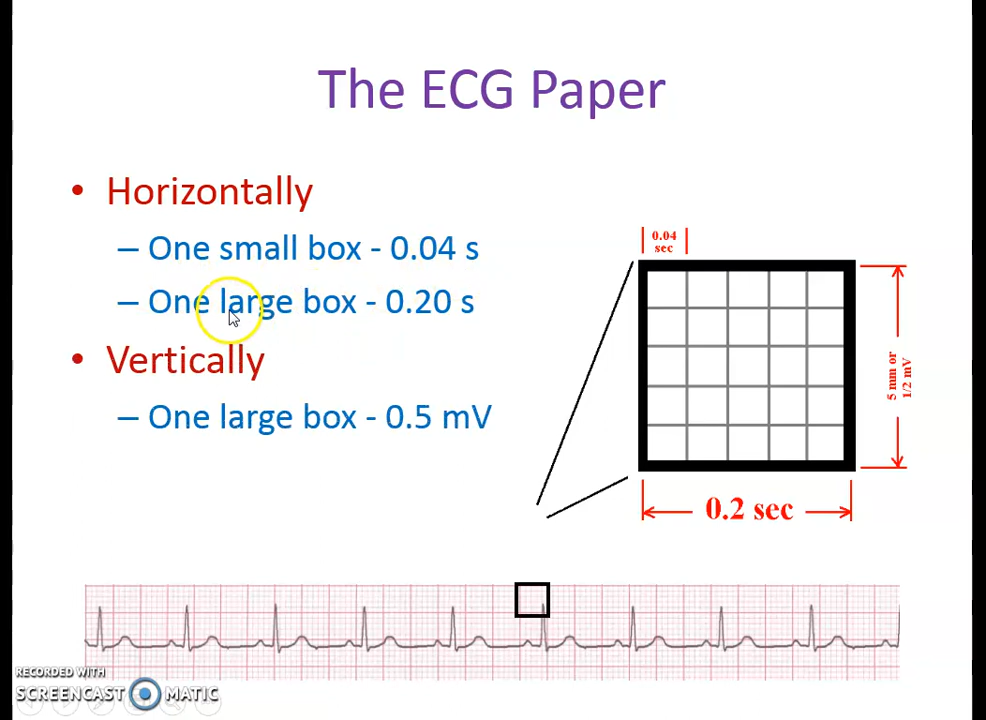 The ECG Paper
• Horizontally
– One small box - 0.04 s
– One large box - 0.20 s
• Vertically
– One large box - 0.5 mV
0.04
sec
5 mm or
1/2 mV
0.2 sec
RECORDED WITH
SCREENCAST MATIC